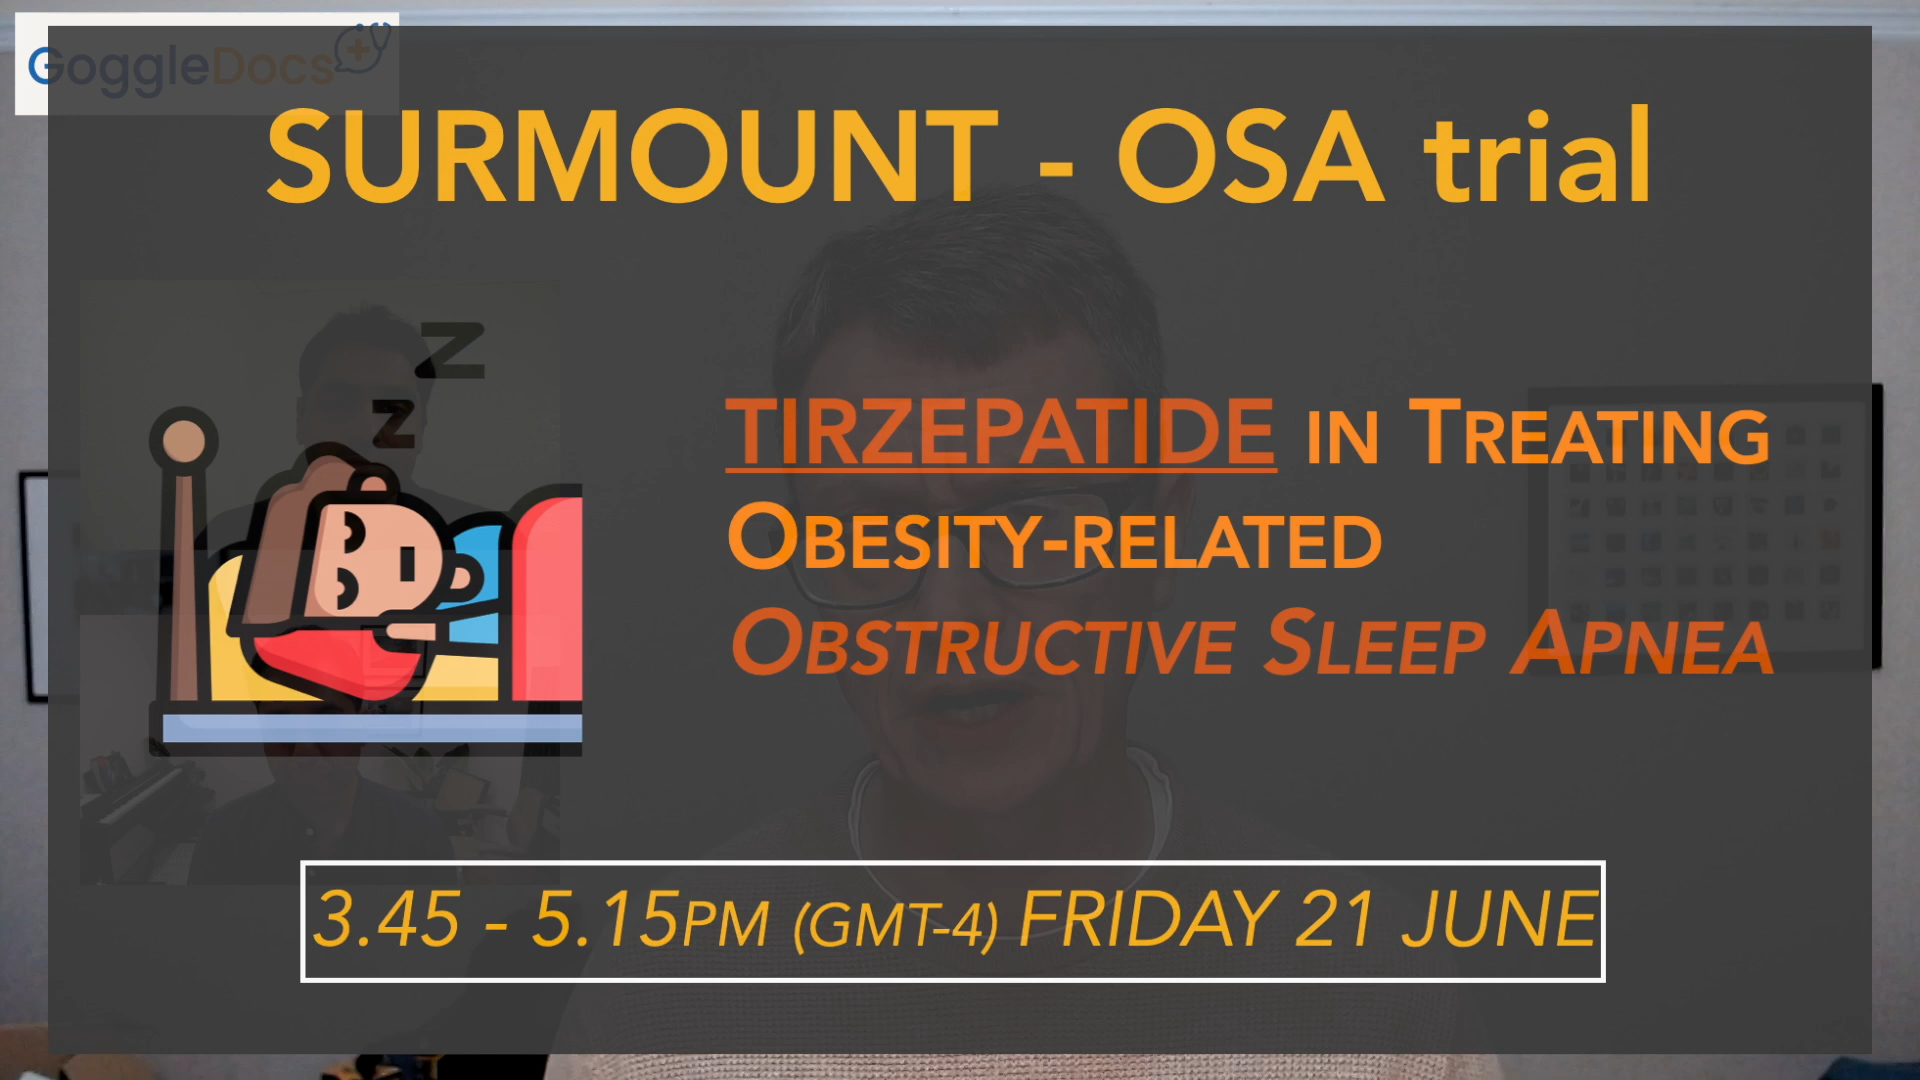 GoggleDocs
SURMOUNT - OSA trial
Z
Z
TIRZEPATIDE IN TREATING
OBESITY-RELATED
OBSTRUCTIVE SLEEP APNEA
3.45 - 5.15PM (GMT-4) FRIDAY 21 JUNE